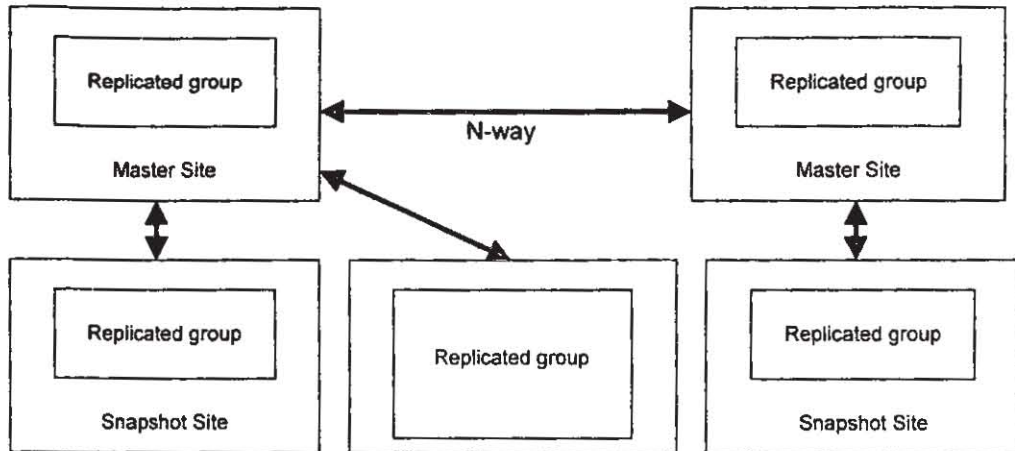 Replicated group
Replicated group
N-way
Master Site
Master Site
Replicated group
Replicated group
Replicated group
Snapshot Site
Snapshot Site